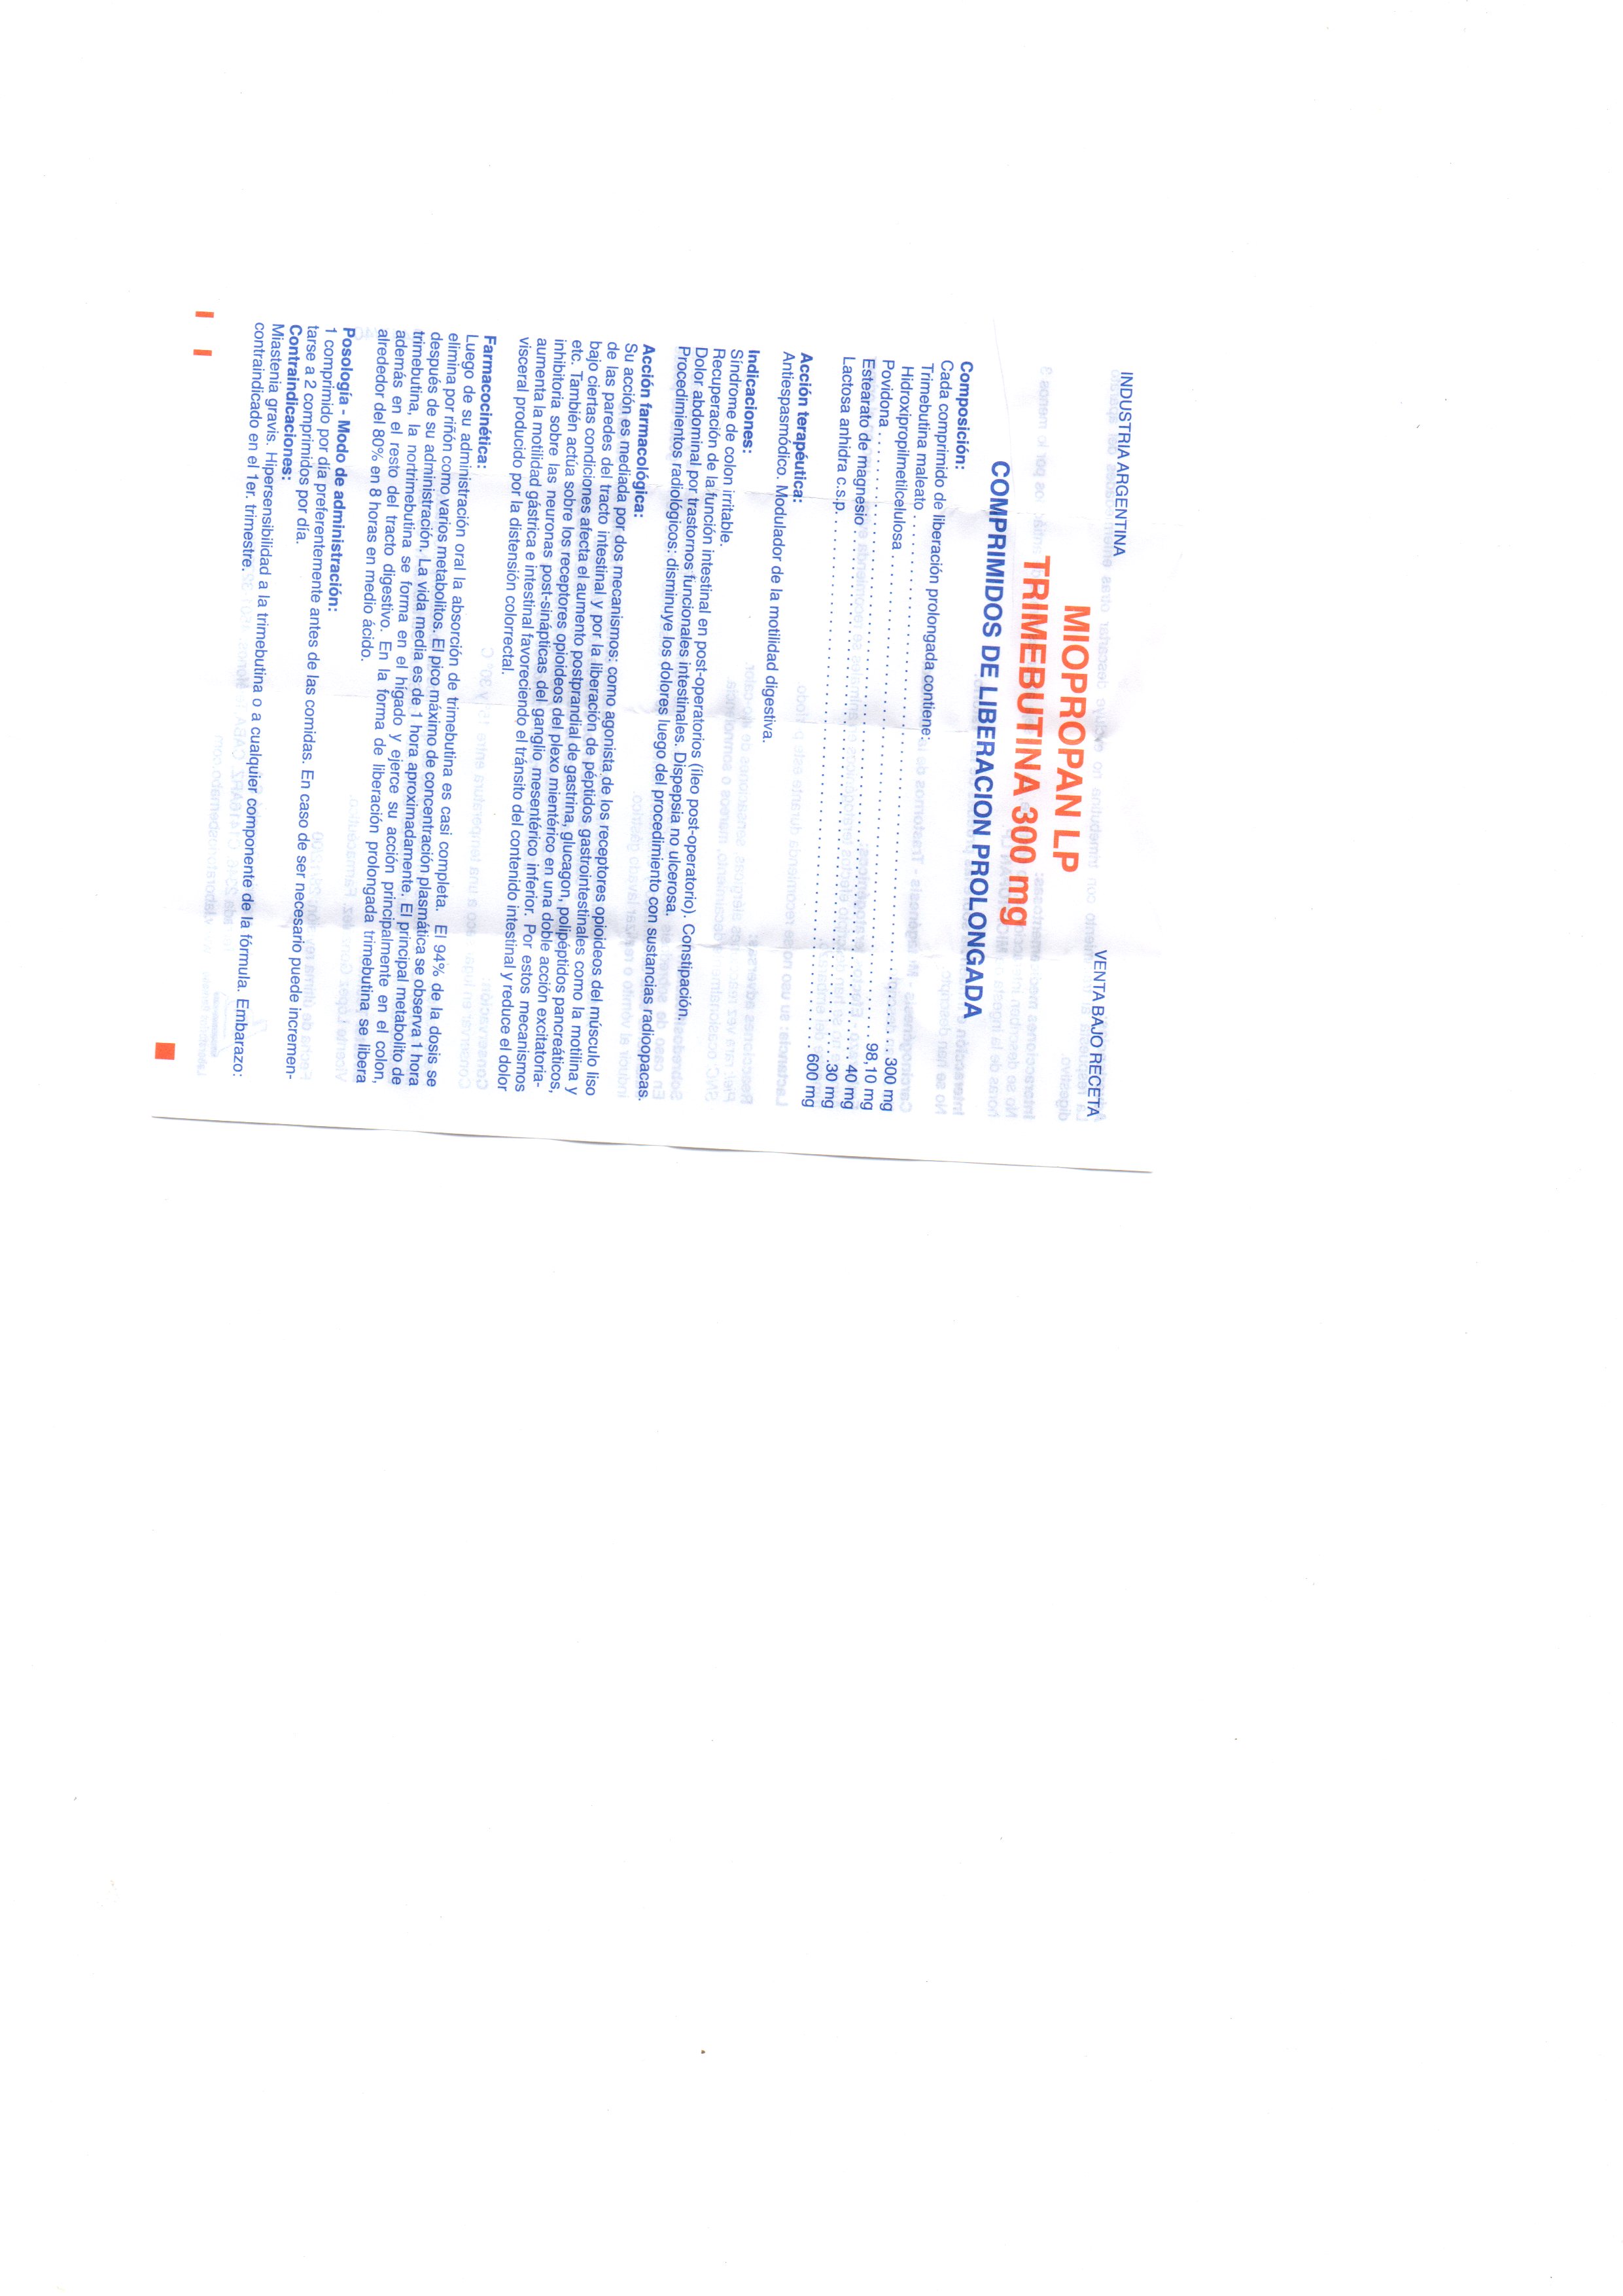 INDUSTRIA ARGENTINA
VENTA BAJO RECETA
MIOPROPAN LP
TRIMEBUTINA 300 mg
COMPRIMIDOS DE LIBERACION PROLONGADA
Composición:
Cada comprimido de liberación prolongada contiene:
Trimebutina maleato . . . . . . . . . . . . . . . . . . . . 300 mg
Hidroxipropilmetilcelulosa . . . . . . . . . . . . . . . . . . . . 98,10 mg
Povidona . . . . . . . . . . . . . . . . . . . . 40 mg
Estearato de magnesio . . . . . . . . . . . . . . . . . . . . 30 mg
Lactosa anhidra c.s.p. . . . . . . . . . . . . . . . . . . . . 600 mg
Acción terapéutica:
Antiespasmódico. Modulador de la motilidad digestiva.
Indicaciones:
Síndrome de colon irritable.
Recuperación de la función intestinal en post-operatorios (íleo post-operatorio). Constipación.
Dolor abdominal por trastornos funcionales intestinales. Dispepsia no ulcerosa.
Procedimientos radiológicos: disminuye los dolores luego del procedimiento con sustancias radioopacas.
Acción farmacológica:
Su acción es mediada por dos mecanismos: como agonista de los receptores opioideos del músculo liso
de las paredes del tracto intestinal y por la liberación de péptidos gastrointestinales como la motilina y
bajo ciertas condiciones afecta el aumento postprandial de gastrina, glucagon, polipéptidos pancreáticos,
etc. También actúa sobre los receptores opioideos del plexo mientérico en una doble acción excitatoria-
inhibitoria sobre las neuronas post-sinápticas del ganglio mesentérico inferior. Por estos mecanismos
aumenta la motilidad gástrica e intestinal favoreciendo el tránsito del contenido intestinal y reduce el dolor
visceral producido por la distensión colorrectal.
Farmacocinética:
Luego de su administración oral la absorción de trimebutina es casi completa. El 94% de la dosis se
elimina por riñón como varios metabolitos. El pico máximo de concentración plasmática se observa 1 hora
después de su administración. La vida media es de 1 hora aproximadamente. El principal metabolito de
trimebutina, la nortrimebutina se forma en el hígado y ejerce su acción principalmente en el colon,
además en el resto del tracto digestivo. En la forma de liberación prolongada trimebutina se libera
alrededor del 80% en 8 horas en medio ácido.
Posología - Modo de administración:
1 comprimido por día preferentemente antes de las comidas. En caso de ser necesario puede incremen-
tarse a 2 comprimidos por día.
Contraindicaciones:
Miastenia gravis. Hipersensibilidad a la trimebutina o a cualquier componente de la fórmula. Embarazo:
contraindicado en el 1er. trimestre.